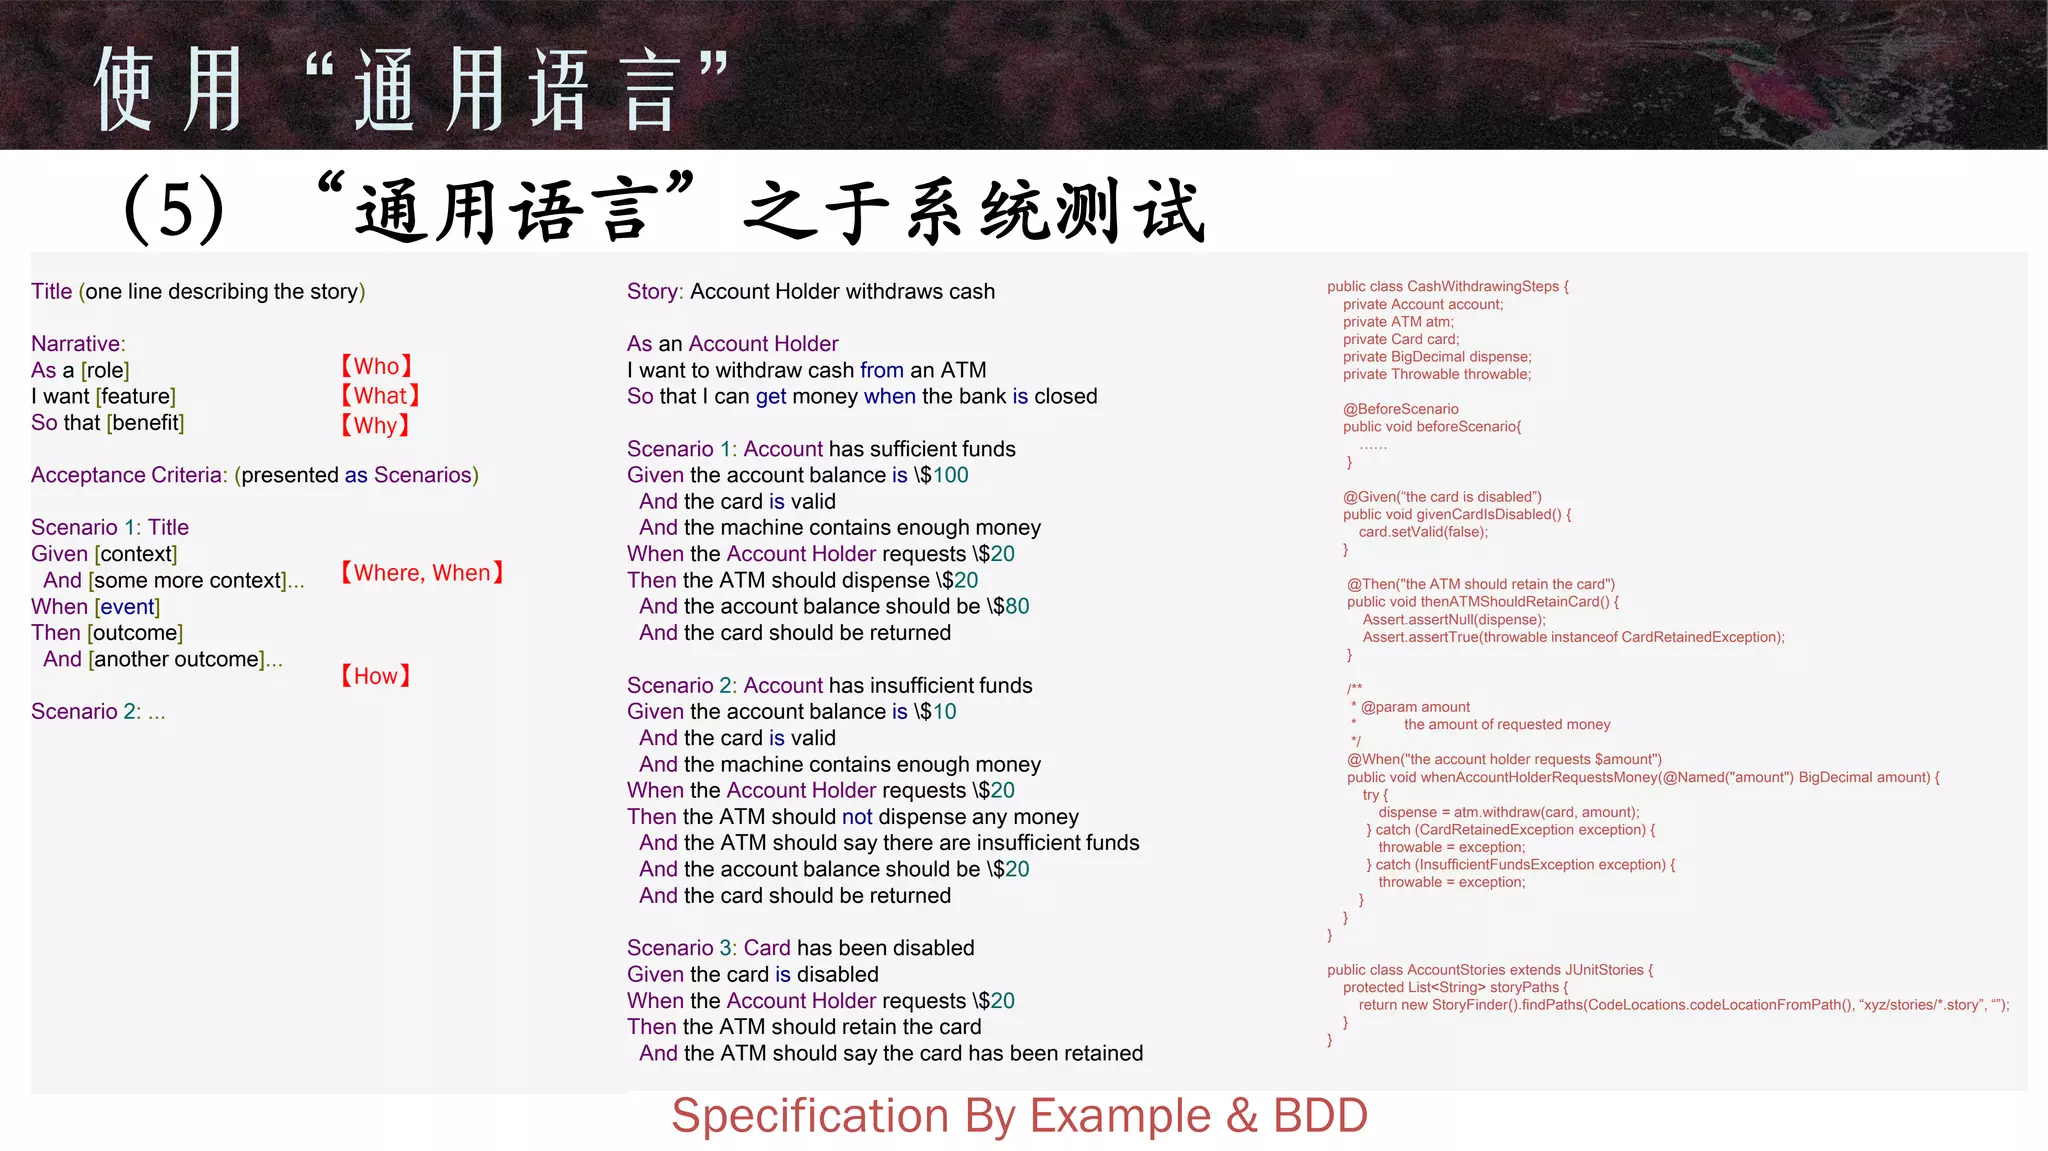 使用“通用语言”
（5）“通用语言”之于系统测试
Title (one line describing the story)
Narrative:
As a [role]
I want [feature]
So that [benefit]
【Who】
【What】
【Why】
Acceptance Criteria: (presented as Scenarios)
Scenario 1: Title
Given [context]
And [some more context]...
When [event]
Then [outcome]
And [another outcome]...
【Where, When】
【How】
Scenario 2: ...
Story: Account Holder withdraws cash
As an Account Holder
I want to withdraw cash from an ATM
So that I can get money when the bank is closed
Scenario 1: Account has sufficient funds
Given the account balance is \$100
And the card is valid
And the machine contains enough money
When the Account Holder requests \$20
Then the ATM should dispense \$20
And the account balance should be \$80
And the card should be returned
Scenario 2: Account has insufficient funds
Given the account balance is \$10
And the card is valid
And the machine contains enough money
When the Account Holder requests \$20
Then the ATM should not dispense any money
And the ATM should say there are insufficient funds
And the account balance should be \$20
And the card should be returned
Scenario 3: Card has been disabled
Given the card is disabled
When the Account Holder requests \$20
Then the ATM should retain the card
And the ATM should say the card has been retained
public class CashWithdrawingSteps {
private Account account;
private ATM atm;
private Card card;
private BigDecimal dispense;
private Throwable throwable;
@BeforeScenario
public void beforeScenario{
……
}
@Given(“the card is disabled”)
public void givenCardIsDisabled() {
card.setValid(false);
}
@Then("the ATM should retain the card")
public void thenATMShouldRetainCard() {
Assert.assertNull(dispense);
Assert.assertTrue(throwable instanceof CardRetainedException);
}
/**
* @param amount
* the amount of requested money
*/
@When("the account holder requests $amount")
public void whenAccountHolderRequestsMoney(@Named("amount") BigDecimal amount) {
try {
dispense = atm.withdraw(card, amount);
} catch (CardRetainedException exception) {
throwable = exception;
} catch (InsufficientFundsException exception) {
throwable = exception;
}
}
}
public class AccountStories extends JUnitStories {
protected List<String> storyPaths {
return new StoryFinder().findPaths(CodeLocations.codeLocationFromPath(), “xyz/stories/*.story”, “”);
}
}
Specification By Example & BDD